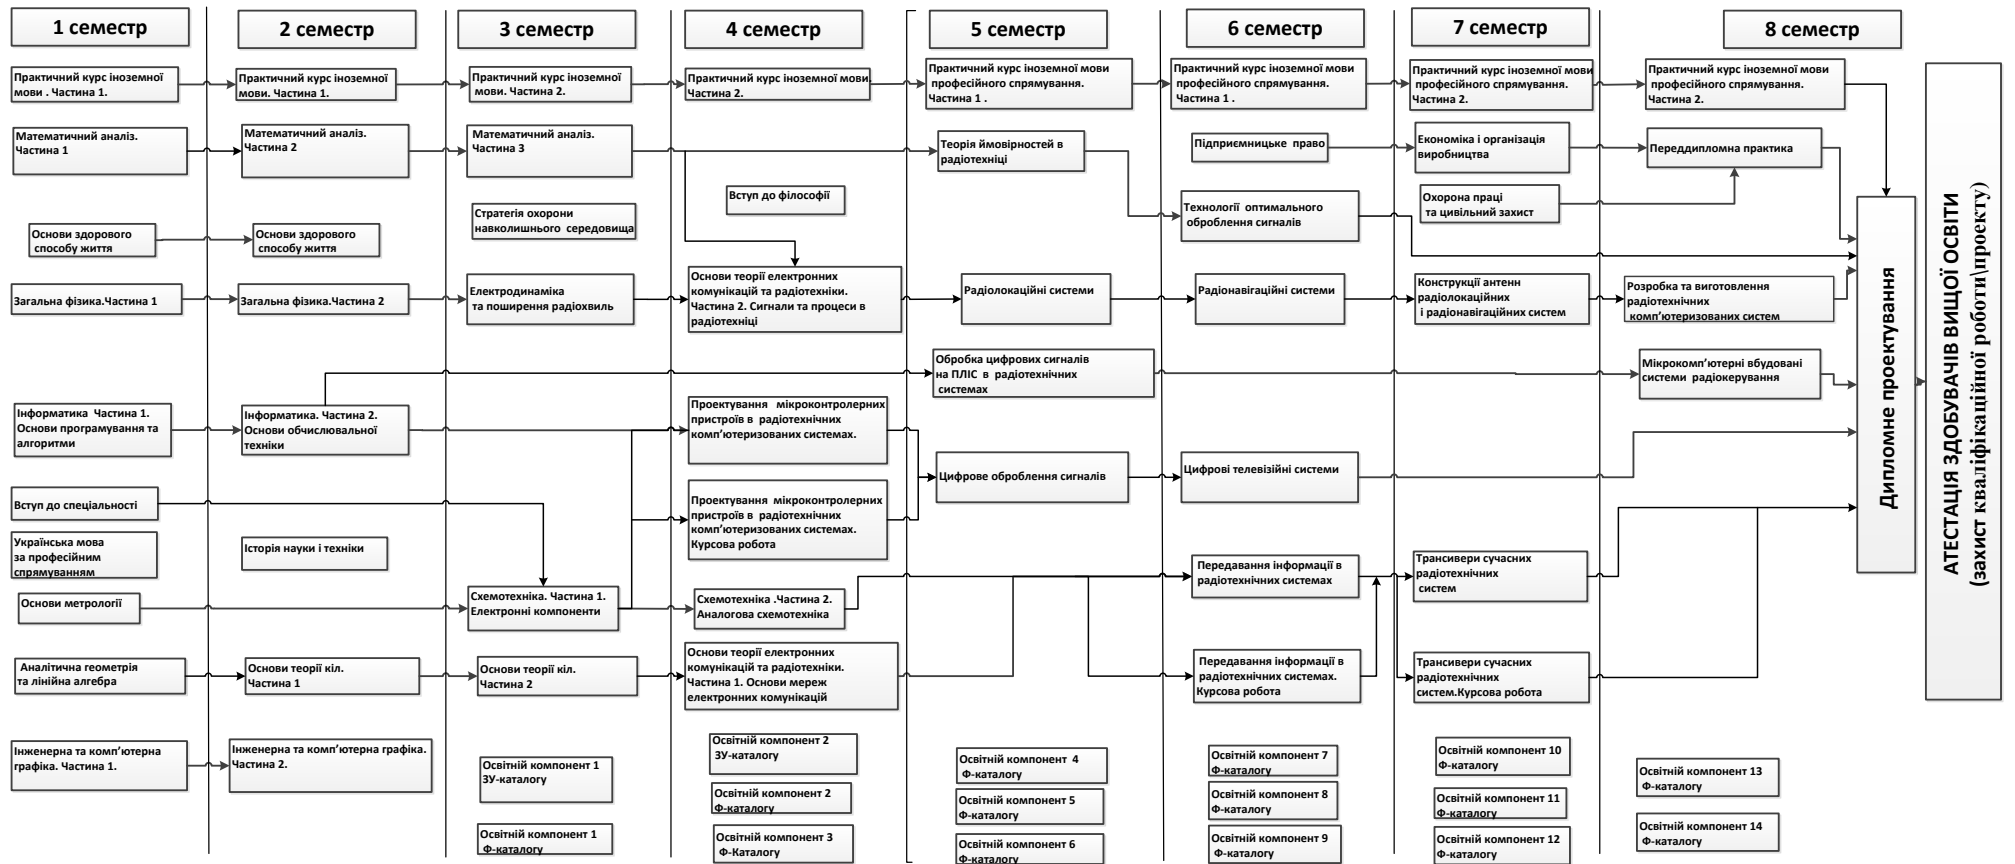 1 семестр
2 семестр
3 семестр
4 семестр
5 семестр
6 семестр
7 семестр
8 семестр
Практичний курс іноземної
мови . Частина 1.
Практичний курс іноземної
мови. Частина 1.
Практичний курс іноземної
мови. Частина 2.
Практичний курс іноземної мови.
Частина 2.
Практичний курс іноземної мови
професійного спрямування.
Частина 1 .
Практичний курс іноземної мови
професійного спрямування.
Частина 1 .
Практичний курс іноземної мови
професійного спрямування.
Частина 2.
Практичний курс іноземної мови
професійного спрямування.
Частина 2.
Математичний аналіз.
Частина 1
Математичний аналіз.
Частина 2
Математичний аналіз.
Частина 3
Теорія ймовірностей в
радіотехніці
Підприємницьке право
Економіка і організація
виробництва
Переддипломна практика
Вступ до філософії
Стратегія охорони
навколишнього середовища
Технології оптимального
оброблення сигналів
Охорона праці
та цивільний захист
Основи здорового
способу життя
Основи здорового
способу життя
Загальна фізика.Частина 1
Загальна фізика.Частина 2
Електродинаміка
та поширення радіохвиль
Основи теорії електронних
комунікацій та радіотехніки.
Частина 2. Сигнали та процеси в
радіотехніці
Радіолокаційні системи
Радіонавігаційні системи
Конструкції антенн
радіолокаційних
і радіонавігаційних систем
Розробка та виготовлення
радіотехнічних
комп’ютеризованих систем
Обробка цифрових сигналів
на ПЛІС в радіотехнічних
системах
Мікрокомп’ютерні вбудовані
системи радіокерування
Інформатика Частина 1.
Основи програмування та
алгоритми
Інформатика. Частина 2.
Основи обчислювальної
техніки
Проектування мікроконтролерних
пристроїв в радіотехнічних
комп’ютеризованих системах.
Цифрове оброблення сигналів
Цифрові телевізійні системи
Вступ до спеціальності
Проектування мікроконтролерних
пристроїв в радіотехнічних
комп’ютеризованих системах.
Курсова робота
Українська мова
за професійним
спрямуванням
Історія науки і техніки
Передавання інформації в
радіотехнічних системах
Трансивери сучасних
радіотехнічних
систем
Основи метрології
Схемотехніка. Частина 1.
Електронні компоненти
Схемотехніка .Частина 2.
Аналогова схемотехніка
Аналітична геометрія
та лінійна алгебра
Основи теорії кіл.
Частина 1
Основи теорії кіл.
Частина 2
Основи теорії електронних
комунікацій та радіотехніки.
Частина 1. Основи мереж
електронних комунікацій
Передавання інформації в
радіотехнічних системах.
Курсова робота
Трансивери сучасних
радіотехнічних
систем.Курсова робота
Інженерна та комп’ютерна
графіка. Частина 1.
Інженерна та комп’ютерна графіка.
Частина 2.
Освітній компонент 1
ЗУ-каталогу
Освітній компонент 1
Ф-каталогу
Освітній компонент 2
ЗУ-каталогу
Освітній компонент 2
Ф-каталогу
Освітній компонент 3
Ф-Каталогу
Освітній компонент 4
Ф-каталогу
Освітній компонент 5
Ф-каталогу
Освітній компонент 6
Ф-каталогу
Освітній компонент 7
Ф-каталогу
Освітній компонент 8
Ф-каталогу
Освітній компонент 9
Ф-каталогу
Освітній компонент 10
Ф-каталогу
Освітній компонент 11
Ф-каталогу
Освітній компонент 12
Ф-каталогу
Освітній компонент 13
Ф-каталогу
Освітній компонент 14
Ф-каталогу
Дипломне проектування
АТЕСТАЦІЯ ЗДОБУВАЧІВ ВИЩОЇ ОСВІТИ
(захист кваліфікаційної роботи\проекту)